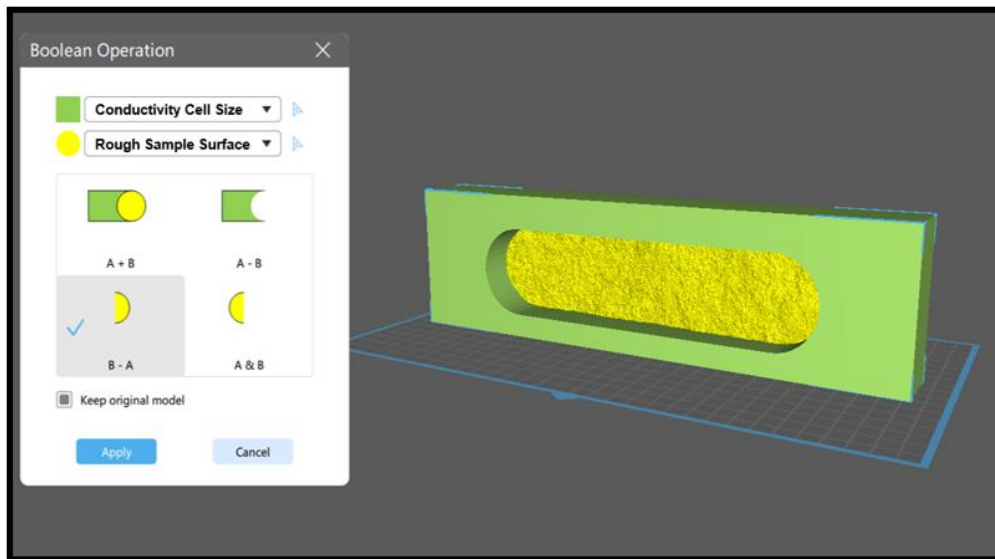 Boolean Operation
Conductivity Cell Size
Rough Sample Surface
A + B
A - B
B - A
A & B
Keep original model
Apply
Cancel